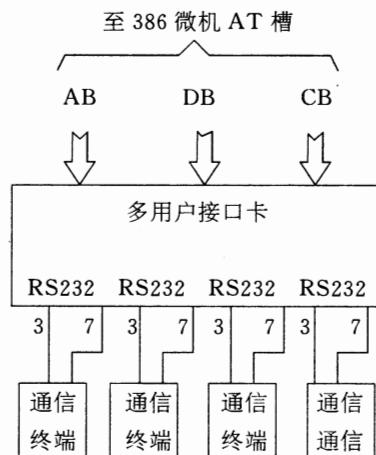 至 386 微机 AT 槽
AB DB CB
多用户接口卡
RS232 RS232 RS232 RS232
3 7 3 7 3 7 3 7
通信 通信 通信 通信
终端 终端 终端 通信